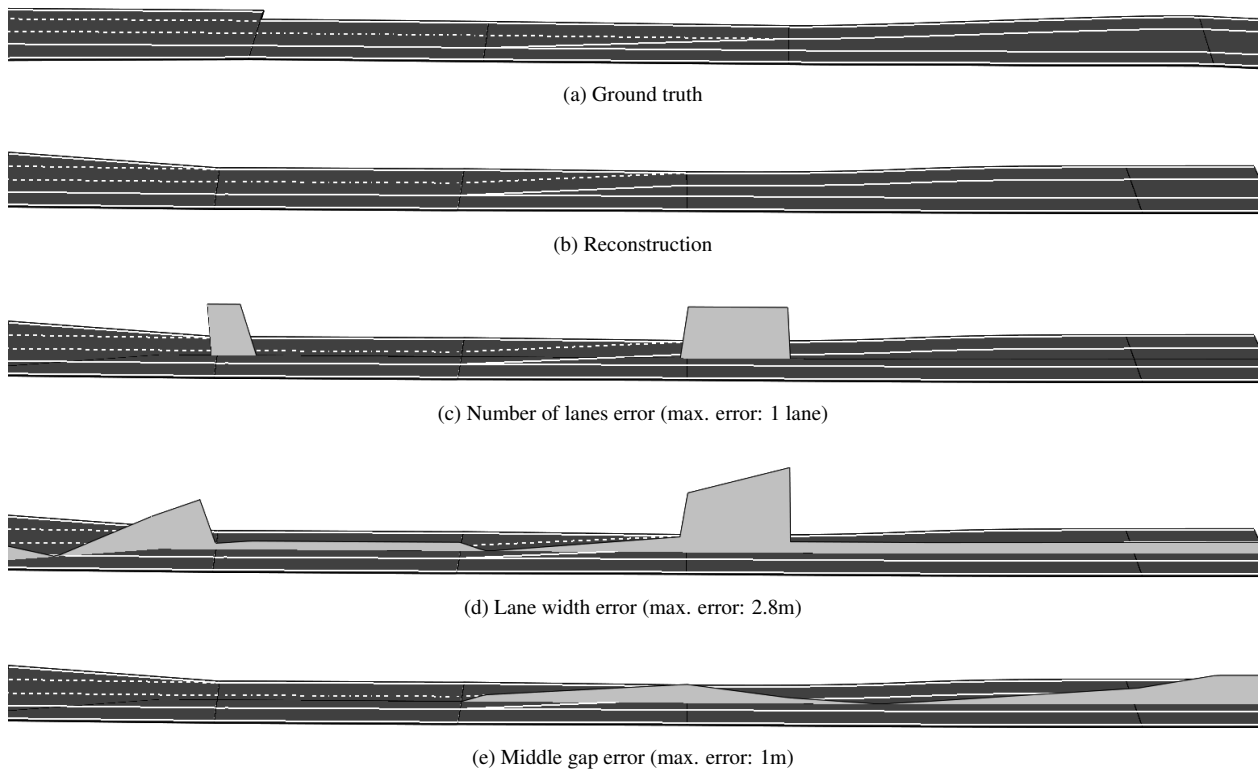 (a) Ground truth
(b) Reconstruction
(c) Number of lanes error (max. error: 1 lane)
(d) Lane width error (max. error: 2.8m)
(e) Middle gap error (max. error: 1m)